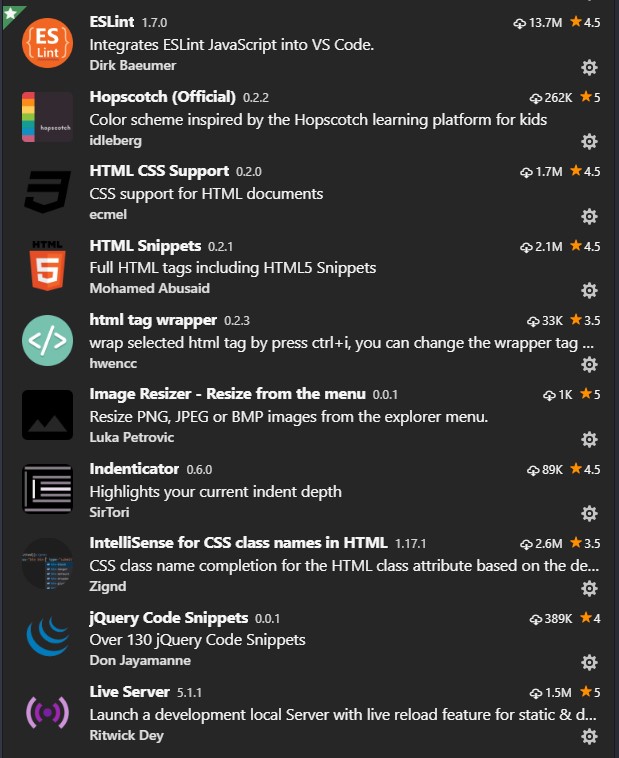 ES
Lint
ESLint 1.7.0 13.7M 4.5
Integrates ESLint JavaScript into VS Code.
Dirk Baeumer
hopscotch
Hopscotch (Official) 0.2.2 262K 5
Color scheme inspired by the Hopscotch learning platform for kids
idleberg
HTML CSS Support 0.2.0 1.7M 4.5
CSS support for HTML documents
ecmel
HTML
5
HTML Snippets 0.2.1 2.1M 4.5
Full HTML tags including HTML5 Snippets
Mohamed Abusaid
</>
html tag wrapper 0.2.3 33K 3.5
wrap selected html tag by press ctrl+i, you can change the wrapper tag ...
hwencc
Image Resizer - Resize from the menu 0.0.1 1K 5
Resize PNG, JPEG or BMP images from the explorer menu.
Luka Petrovic
Indenticator 0.6.0 89K 4.5
Highlights your current indent depth
SirTori
IntelliSense for CSS class names in HTML 1.17.1 2.6M 3.5
CSS class name completion for the HTML class attribute based on the de...
Zignd
jQuery Code Snippets 0.0.1 389K 4
Over 130 jQuery Code Snippets
Don Jayamanne
Live Server 5.1.1 1.5M 5
Launch a development local Server with live reload feature for static & d...
Ritwick Dey